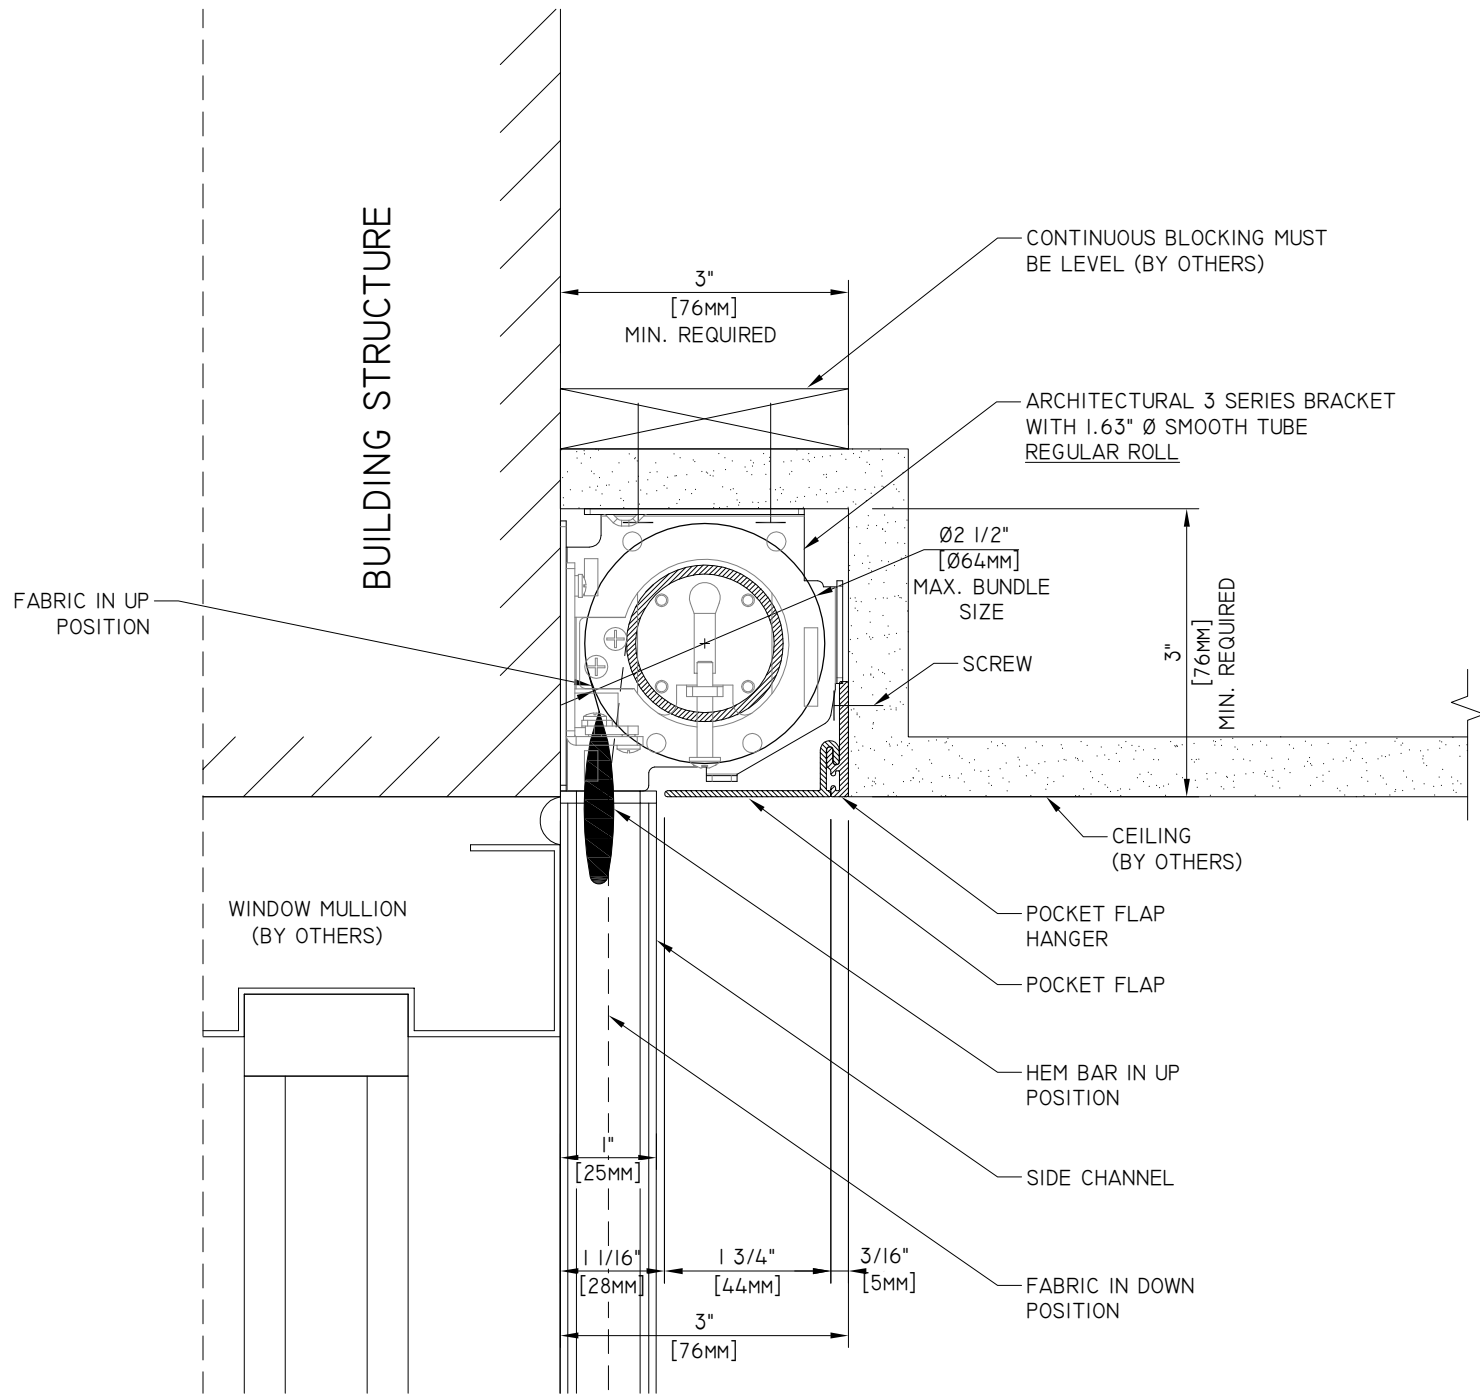 BUILDING STRUCTURE
CONTINUOUS BLOCKING MUST
BE LEVEL (BY OTHERS)
3"
[76MM]
MIN. REQUIRED
ARCHITECTURAL 3 SERIES BRACKET
WITH 1.63" Ø SMOOTH TUBE
REGULAR ROLL
Ø2 1/2"
[Ø64MM]
MAX. BUNDLE
SIZE
FABRIC IN UP
POSITION
3"
[76MM]
MIN. REQUIRED
SCREW
CEILING
(BY OTHERS)
WINDOW MULLION
(BY OTHERS)
POCKET FLAP
HANGER
POCKET FLAP
HEM BAR IN UP
POSITION
1"
[25MM]
SIDE CHANNEL
1 1/16"
[28MM]
1 3/4"
[44MM]
3/16"
[5MM]
FABRIC IN DOWN
POSITION
3"
[76MM]